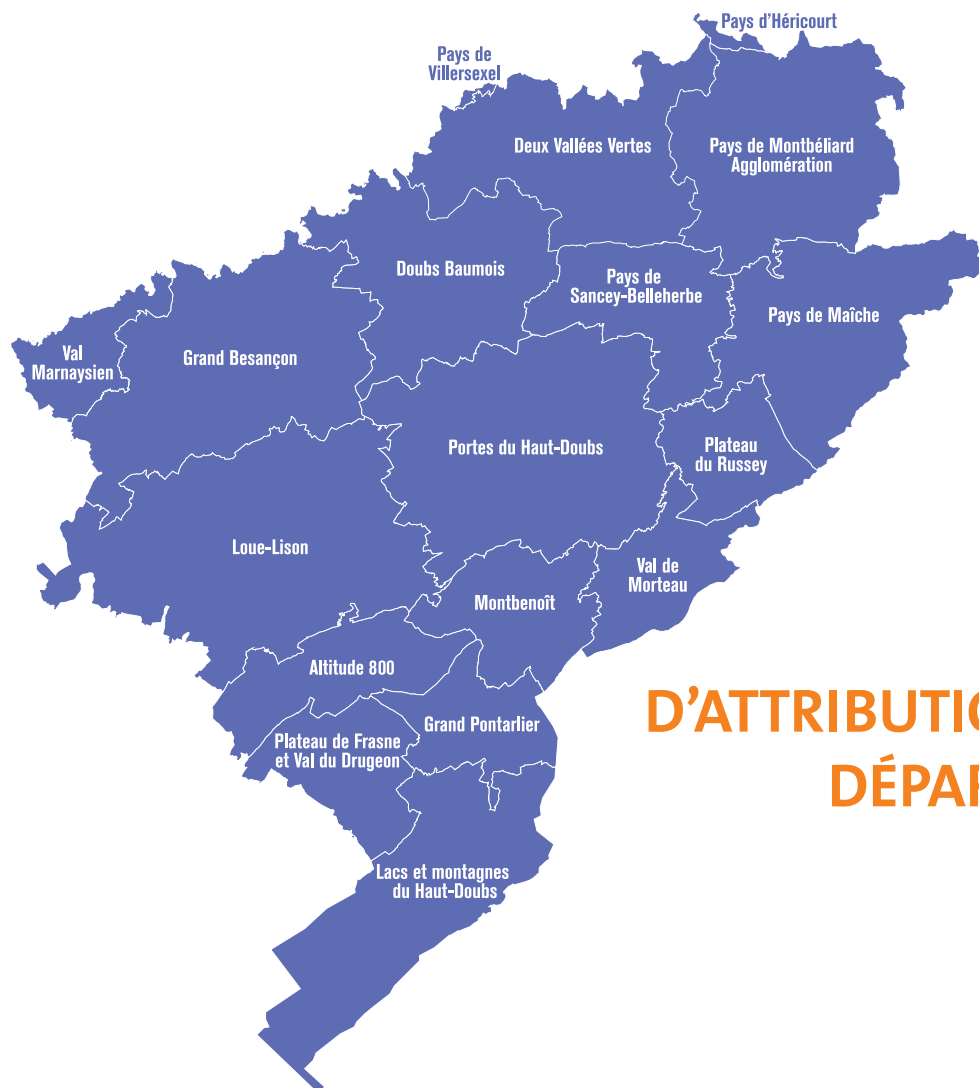 Pays d'Héricourt
Pays de
Villersexel
Deux Vallées Vertes
Pays de Montbéliard
Agglomération
Doubs Baumois
Pays de
Sancey-Belleherbe
Pays de Maîche
Val
Marnaysien
Grand Besançon
Portes du Haut-Doubs
Plateau
du Russey
Loue-Lison
Val de
Morteau
Montbenoît
Altitude 800
Grand Pontarlier
Plateau de Frasne
et Val du Drugeon
D'ATTRIBUTIO
DÉPAR
Lacs et montagnes
du Haut-Doubs